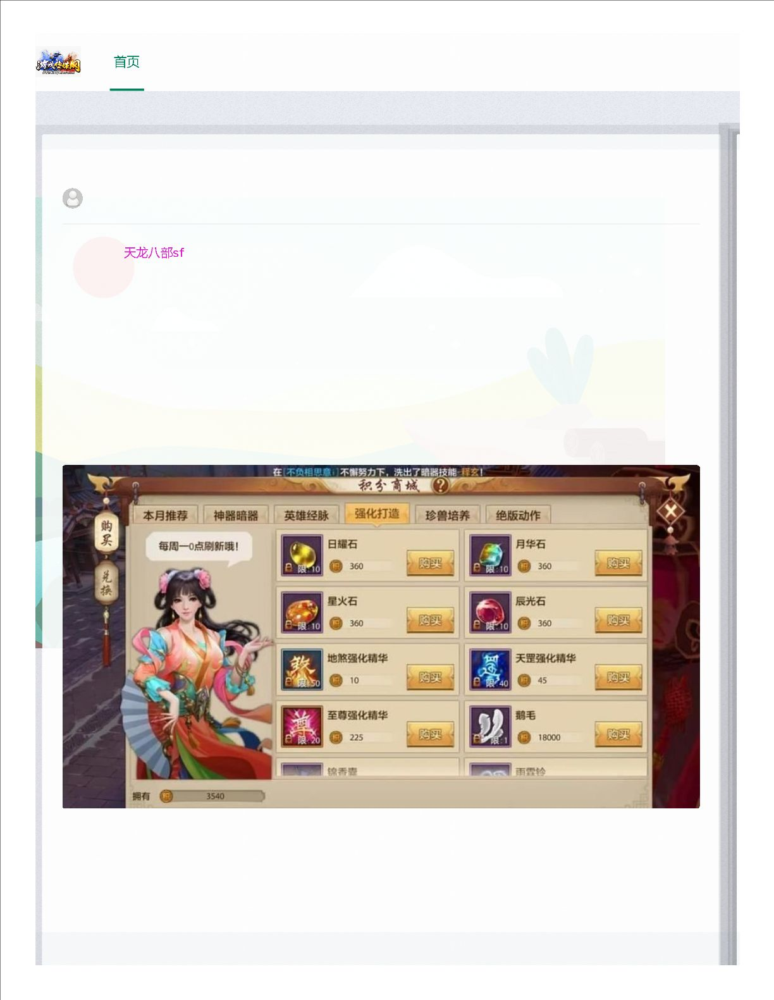 游戏传媒网
首页
天龙八部sf
在[不负相思意]不懈努力下，洗出了暗器技能-释玄！
积分商城
?
本月推荐 神器暗器 英雄经脉 强化打造 珍兽培养 绝版动作
购买
兑换
每周一0点刷新哦！
日耀石
限:10
360
购买
月华石
限:10
360
购买
星火石
限:10
360
购买
辰光石
限:10
360
购买
地煞强化精华
煞
限:50
10
购买
天罡强化精华
罡
限:40
45
购买
至尊强化精华
尊
限:20
225
购买
鹅毛
限:1
18000
购买
锦香囊
雨霖铃
拥有 3540